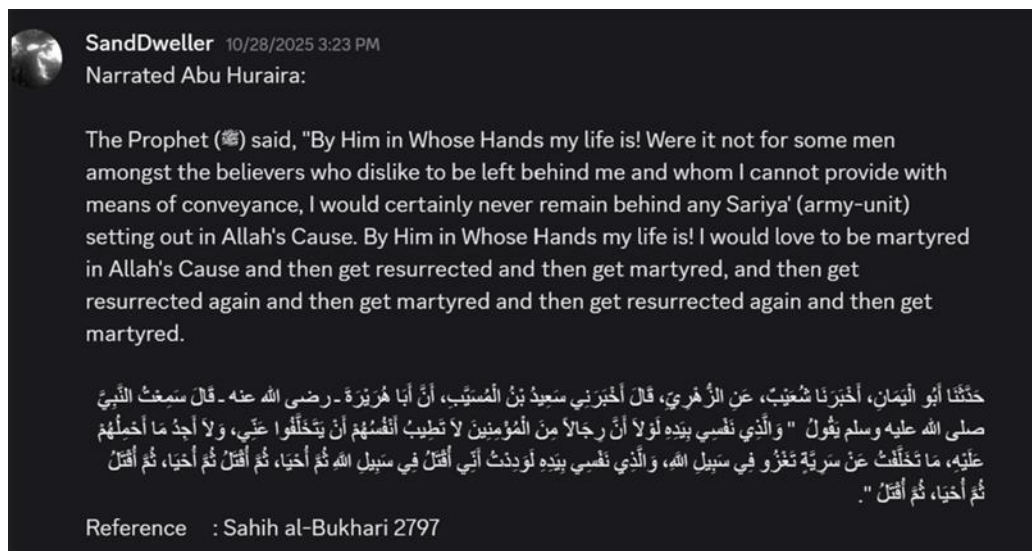 SandDweller 10/28/2025 3:23 PM
Narrated Abu Huraira:
The Prophet (ﷺ) said, "By Him in Whose Hands my life is! Were it not for some men
amongst the believers who dislike to be left behind me and whom I cannot provide with
means of conveyance, I would certainly never remain behind any Sariya' (army-unit)
setting out in Allah's Cause. By Him in Whose Hands my life is! I would love to be martyred
in Allah's Cause and then get resurrected and then get martyred, and then get
resurrected again and then get martyred and then get resurrected again and then get
martyred.
حَدَّثَنَا أَبُو الْيَمَانِ، أَخْبَرَنَا شُعَيْبٌ، عَنِ الزُّهْرِيِّ، قَالَ أَخْبَرَنِي سَعِيدُ بْنُ الْمُسَيَّبِ، أَنَّ أَبَا هُرَيْرَةَ ـ رضى الله عنه ـ قَالَ سَمِعْتُ النَّبِيَّ
صلى الله عليه وسلم يَقُولُ " وَالَّذِي نَفْسِي بِيَدِهِ لَوْلاَ أَنَّ رِجَالاً مِنَ الْمُؤْمِنِينَ لاَ تَطِيبُ أَنْفُسُهُمْ أَنْ يَتَخَلَّفُوا عَنِّي، وَلاَ أَجِدُ مَا أَحْمِلُهُمْ
عَلَيْهِ، مَا تَخَلَّفْتُ عَنْ سَرِيَّةٍ تَغْزُو فِي سَبِيلِ اللَّهِ، وَالَّذِي نَفْسِي بِيَدِهِ لَوَدِدْتُ أَنِّي أُقْتَلُ فِي سَبِيلِ اللَّهِ ثُمَّ أُحْيَا، ثُمَّ أُقْتَلُ ثُمَّ أُحْيَا، ثُمَّ أُقْتَلُ
ثُمَّ أُحْيَا، ثُمَّ أُقْتَلُ ".
Reference : Sahih al-Bukhari 2797